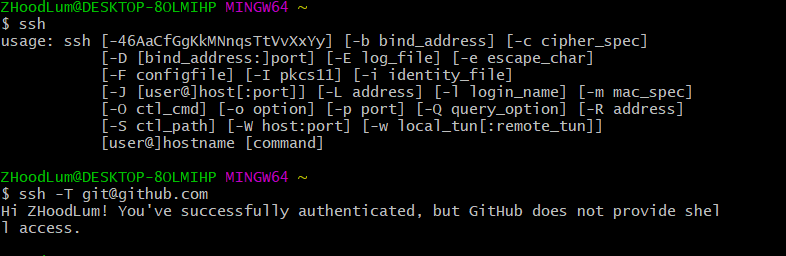 ZHoodLum@DESKTOP-8OLMIHP MINGW64 ~
$ ssh
usage: ssh [-46AaCfGgKkMNnqsTtVvXxYy] [-b bind_address] [-c cipher_spec]
           [-D [bind_address:]port] [-E log_file] [-e escape_char]
           [-F configfile] [-I pkcs11] [-i identity_file]
           [-J [user@]host[:port]] [-L address] [-l login_name] [-m mac_spec]
           [-O ctl_cmd] [-o option] [-p port] [-Q query_option] [-R address]
           [-S ctl_path] [-W host:port] [-w local_tun[:remote_tun]]
           [user@]hostname [command]
ZHoodLum@DESKTOP-8OLMIHP MINGW64 ~
$ ssh -T git@github.com
Hi ZHoodLum! You've successfully authenticated, but GitHub does not provide shel
l access.